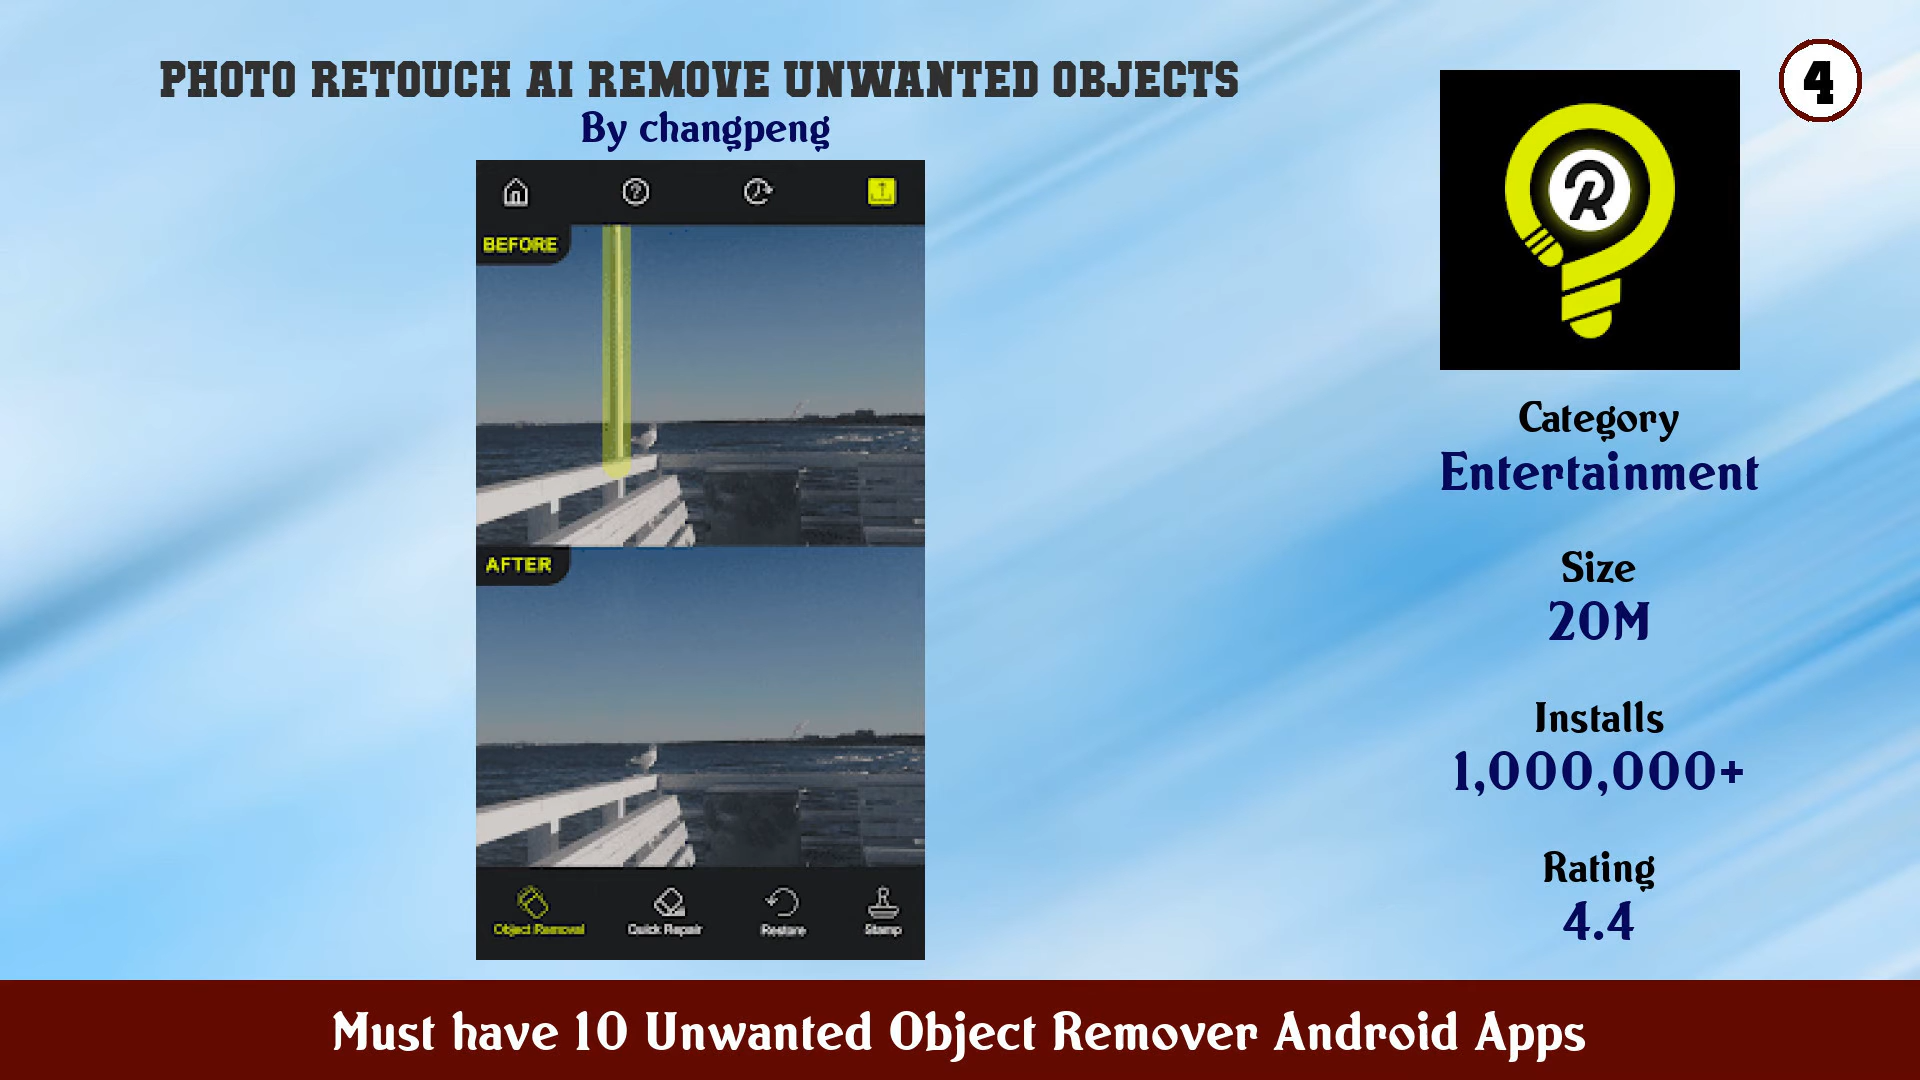 PHOTO RETOUCH AI REMOVE UNWANTED OBJECTS
By changpeng
4
BEFORE
AFTER
Object Removal
Quick Repair
Restore
Stamp
R
Category
Entertainment
Size
20M
Installs
1,000,000+
Rating
4.4
Must have 10 Unwanted Object Remover Android Apps